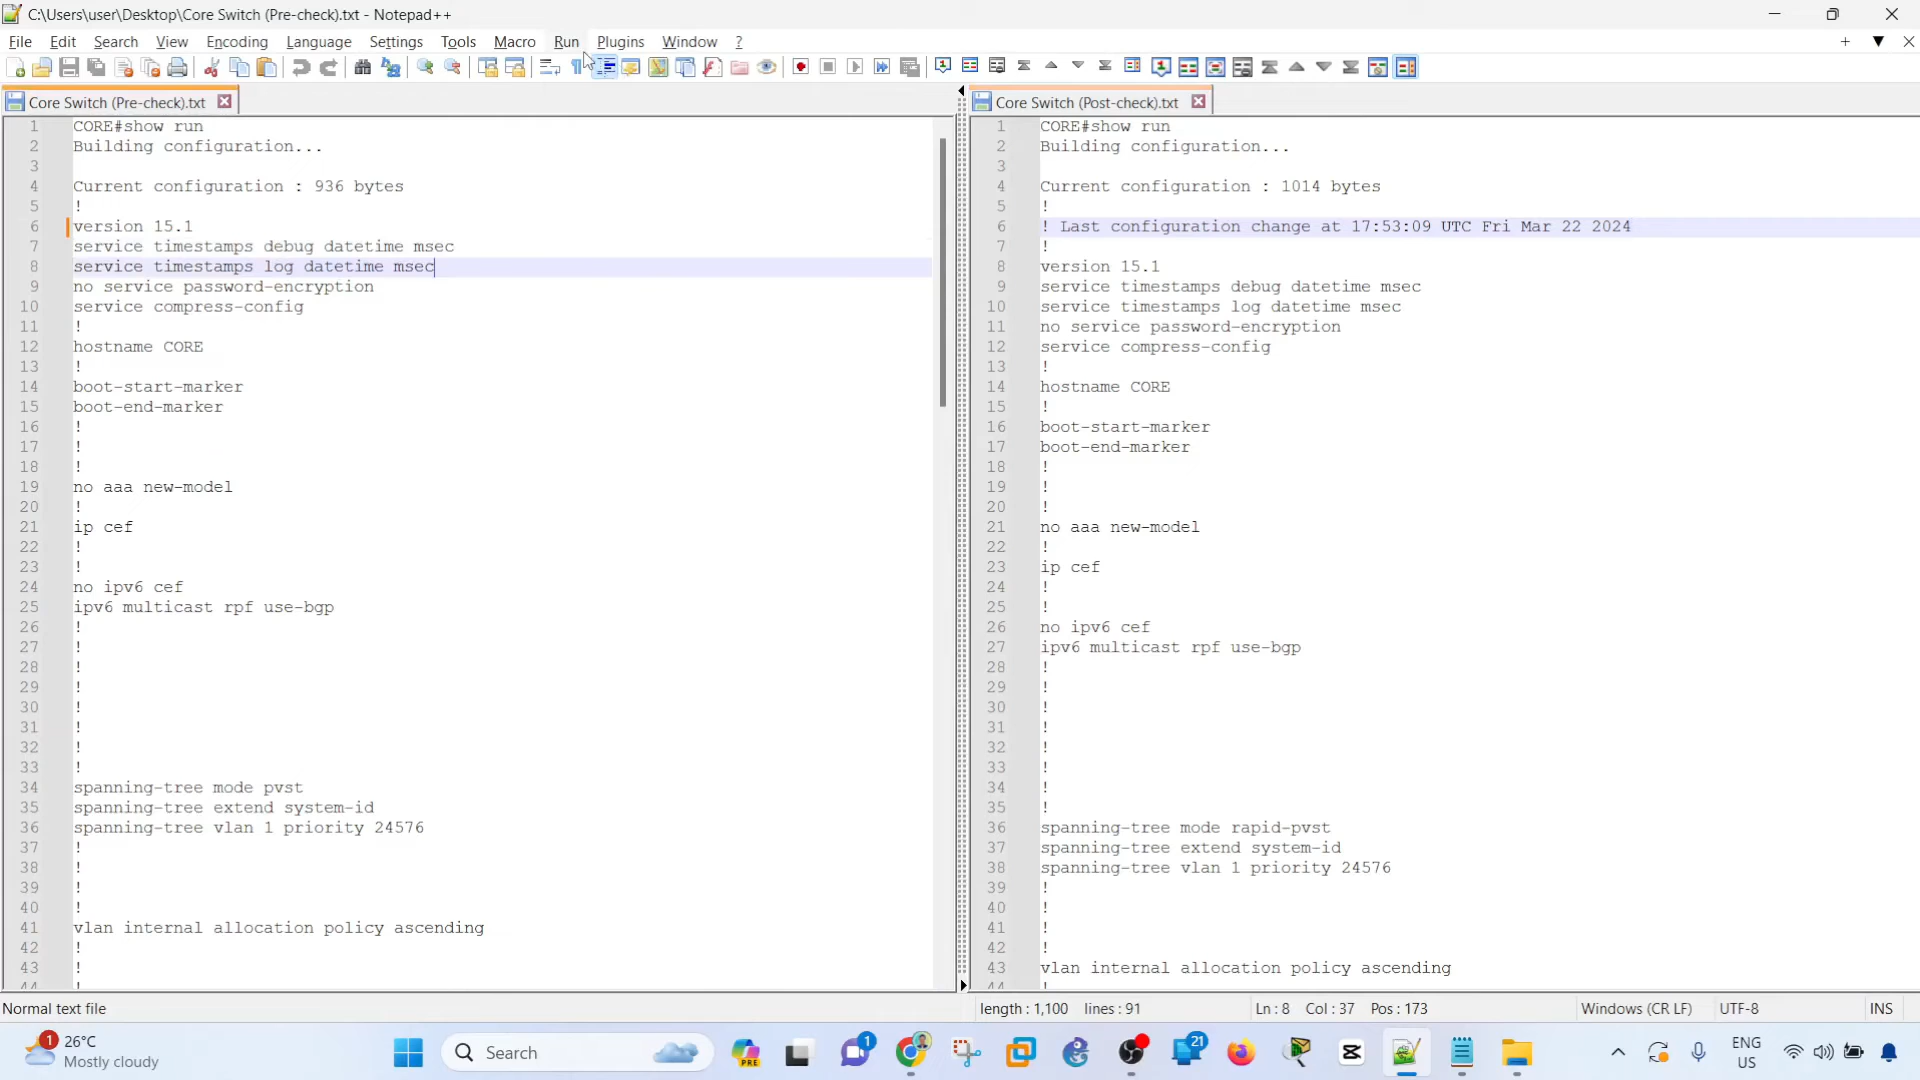 C:\Users\user\Desktop\Core Switch (Pre-check).txt - Notepad++
File Edit Search View Encoding Language Settings Tools Macro Run Plugins Window ?
Core Switch (Pre-check).txt
1 CORE#show run
2 Building configuration...
3
4 Current configuration : 936 bytes
5 !
6 version 15.1
7 service timestamps debug datetime msec
8 service timestamps log datetime msec
9 no service password-encryption
10 service compress-config
11 !
12 hostname CORE
13 !
14 boot-start-marker
15 boot-end-marker
16 !
17 !
18 !
19 no aaa new-model
20 !
21 ip cef
22 !
23 !
24 no ipv6 cef
25 ipv6 multicast rpf use-bgp
26 !
27 !
28 !
29 !
30 !
31 !
32 !
33 !
34 spanning-tree mode pvst
35 spanning-tree extend system-id
36 spanning-tree vlan 1 priority 24576
37 !
38 !
39 !
40 !
41 vlan internal allocation policy ascending
42 !
43 !
44 !
Core Switch (Post-check).txt
1 CORE#show run
2 Building configuration...
3
4 Current configuration : 1014 bytes
5 !
6 ! Last configuration change at 17:53:09 UTC Fri Mar 22 2024
7 !
8 version 15.1
9 service timestamps debug datetime msec
10 service timestamps log datetime msec
11 no service password-encryption
12 service compress-config
13 !
14 hostname CORE
15 !
16 boot-start-marker
17 boot-end-marker
18 !
19 !
20 !
21 no aaa new-model
22 !
23 ip cef
24 !
25 !
26 no ipv6 cef
27 ipv6 multicast rpf use-bgp
28 !
29 !
30 !
31 !
32 !
33 !
34 !
35 !
36 spanning-tree mode rapid-pvst
37 spanning-tree extend system-id
38 spanning-tree vlan 1 priority 24576
39 !
40 !
41 !
42 !
43 vlan internal allocation policy ascending
44 !
Normal text file length : 1,100 lines : 91 Ln : 8 Col : 37 Pos : 173 Windows (CR LF) UTF-8 INS
1
26°C
Mostly cloudy
Search
PRE
1
21
ENG
US